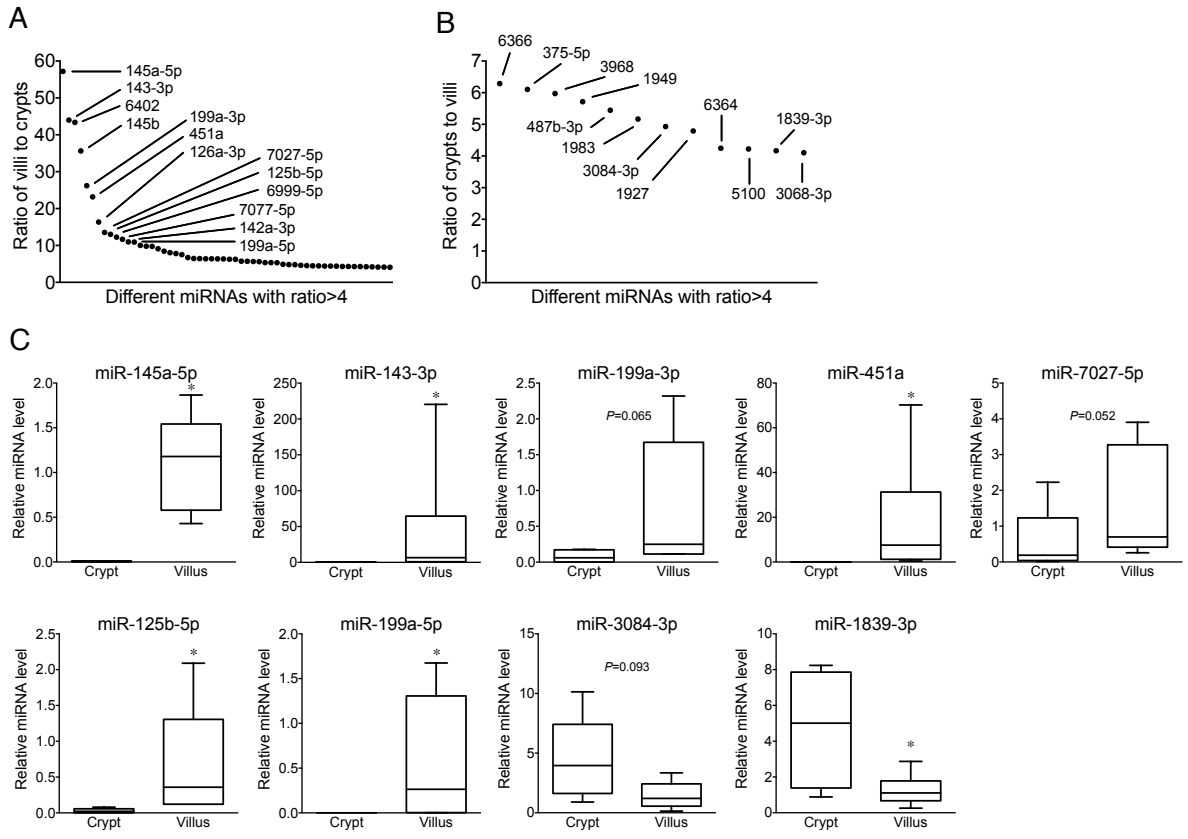 A
Ratio of villi to crypts
60
50
40
30
20
10
0
145a-5p
143-3p
6402
145b
199a-3p
451a
126a-3p
7027-5p
125b-5p
6999-5p
7077-5p
142a-3p
199a-5p
Different miRNAs with ratio>4
B
Ratio of crypts to villi
7
6
5
4
3
2
1
0
6366
375-5p
3968
1949
487b-3p
1983
3084-3p
1927
6364
5100
1839-3p
3068-3p
Different miRNAs with ratio>4
C
miR-145a-5p
Relative miRNA level
2.0
1.5
1.0
0.5
0.0
*
Crypt Villus
miR-143-3p
Relative miRNA level
250
200
150
100
50
0
*
Crypt Villus
miR-199a-3p
Relative miRNA level
2.5
2.0
1.5
1.0
0.5
0.0
P=0.065
Crypt Villus
miR-451a
Relative miRNA level
80
60
40
20
0
*
Crypt Villus
miR-7027-5p
Relative miRNA level
5
4
3
2
1
0
P=0.052
Crypt Villus
miR-125b-5p
Relative miRNA level
2.5
2.0
1.5
1.0
0.5
0.0
*
Crypt Villus
miR-199a-5p
Relative miRNA level
2.0
1.5
1.0
0.5
0.0
*
Crypt Villus
miR-3084-3p
Relative miRNA level
15
10
5
0
P=0.093
Crypt Villus
miR-1839-3p
Relative miRNA level
10
8
6
4
2
0
*
Crypt Villus